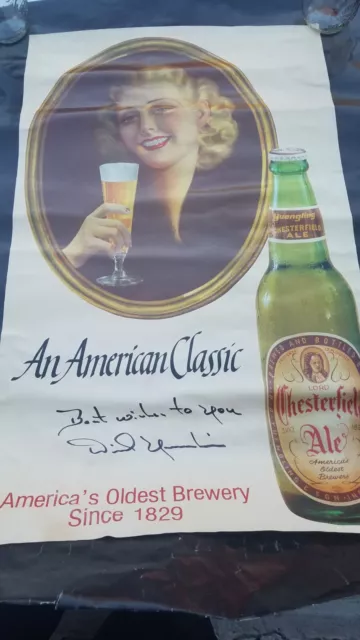 Yuengling
CHESTERFIELD
ALE
An American Classic
Best wishes to you
LORD
Chesterfield
Ale
America's
Oldest
Brewery
America's Oldest Brewery
Since 1829